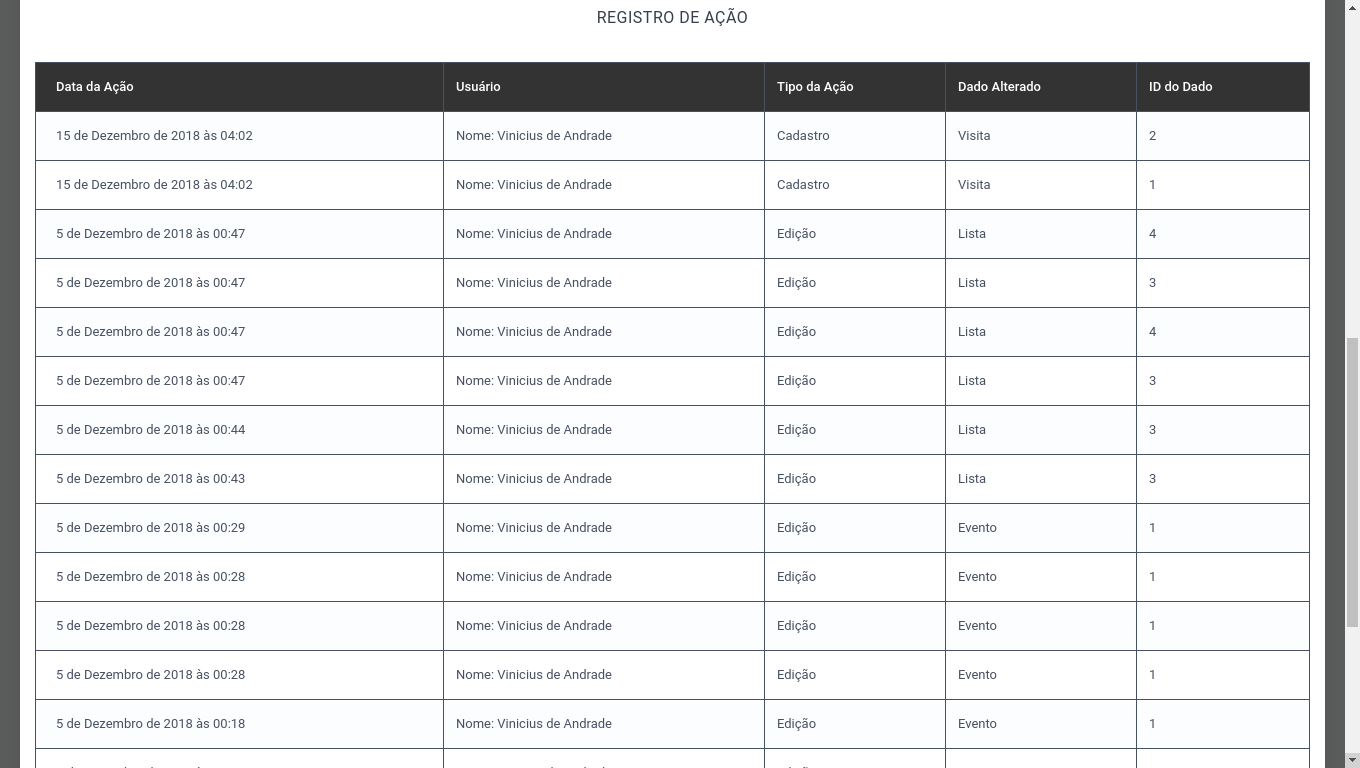 REGISTRO DE AÇÃO
Data da Ação Usuário Tipo da Ação Dado Alterado ID do Dado
15 de Dezembro de 2018 às 04:02 Nome: Vinicius de Andrade Cadastro Visita 2
15 de Dezembro de 2018 às 04:02 Nome: Vinicius de Andrade Cadastro Visita 1
5 de Dezembro de 2018 às 00:47 Nome: Vinicius de Andrade Edição Lista 4
5 de Dezembro de 2018 às 00:47 Nome: Vinicius de Andrade Edição Lista 3
5 de Dezembro de 2018 às 00:47 Nome: Vinicius de Andrade Edição Lista 4
5 de Dezembro de 2018 às 00:47 Nome: Vinicius de Andrade Edição Lista 3
5 de Dezembro de 2018 às 00:44 Nome: Vinicius de Andrade Edição Lista 3
5 de Dezembro de 2018 às 00:43 Nome: Vinicius de Andrade Edição Lista 3
5 de Dezembro de 2018 às 00:29 Nome: Vinicius de Andrade Edição Evento 1
5 de Dezembro de 2018 às 00:28 Nome: Vinicius de Andrade Edição Evento 1
5 de Dezembro de 2018 às 00:28 Nome: Vinicius de Andrade Edição Evento 1
5 de Dezembro de 2018 às 00:28 Nome: Vinicius de Andrade Edição Evento 1
5 de Dezembro de 2018 às 00:18 Nome: Vinicius de Andrade Edição Evento 1